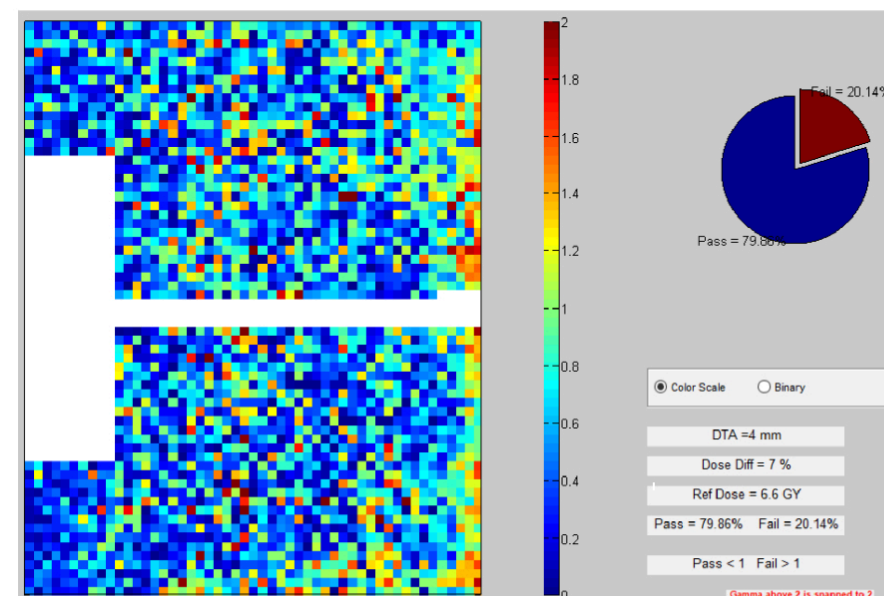 2
1.8
1.6
1.4
1.2
1
0.8
0.6
0.4
0.2
0
Fail = 20.14%
Pass = 79.86%
Color Scale Binary
DTA =4 mm
Dose Diff = 7 %
Ref Dose = 6.6 GY
Pass = 79.86% Fail = 20.14%
Pass < 1 Fail > 1
Gamma above 2 is snapped to 2